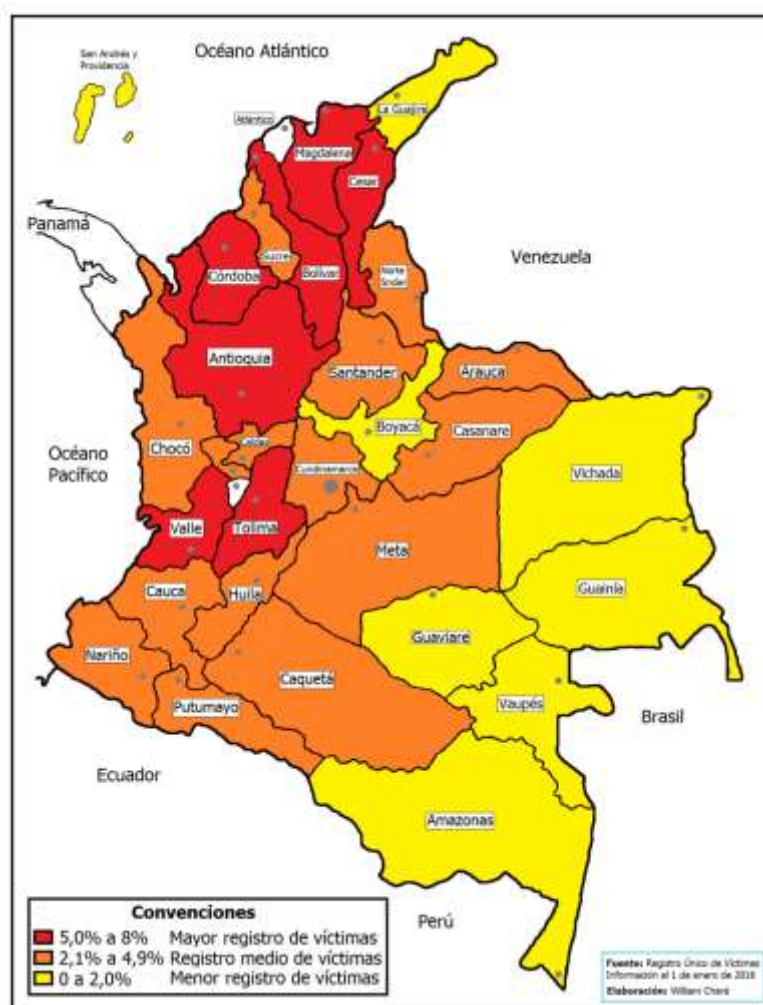 San Andrés y
Providencia
Océano Atlántico
La Guajira
Atlántico
Magdalena
Cesar
Panamá
Venezuela
Sucre
Córdoba
Bolívar
Norte
Snder
Antioquia
Santander
Arauca
Boyacá
Casanare
Chocó
Caldas
Océano
Pacífico
Cundinamarca
Vichada
Valle
Tolima
Meta
Cauca
Huila
Guainía
Guaviare
Nariño
Caquetá
Vaupés
Putumayo
Brasil
Ecuador
Amazonas
Perú
Convenciones
5,0% a 8% Mayor registro de víctimas
2,1% a 4,9% Registro medio de víctimas
0 a 2,0% Menor registro de víctimas
Fuente: Registro Único de Víctimas
Información al 1 de enero de 2016
Elaboración: William Chará